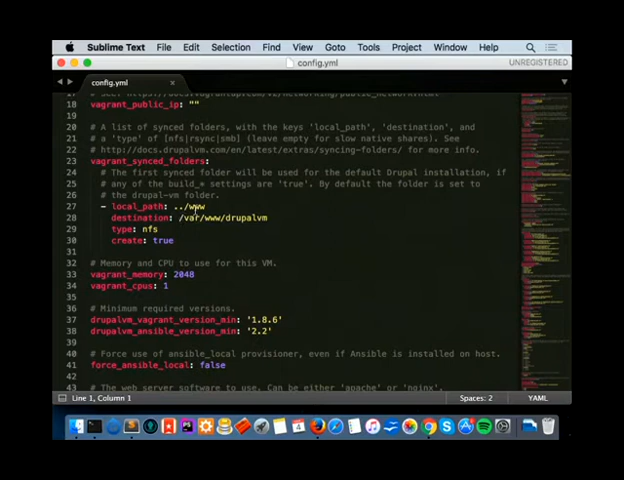 Sublime Text File Edit Selection Find View Goto Tools Project Window Help
config.yml UNREGISTERED
config.yml
18 vagrant_public_ip: ""
19
20 # A list of synced folders, with the keys 'local_path', 'destination', and
21 # a 'type' of [nfs|rsync|smb] (leave empty for slow native shares). See
22 # http://docs.drupalvm.com/en/latest/extras/syncing-folders/ for more info.
23 vagrant_synced_folders:
24 # The first synced folder will be used for the default Drupal installation, if
25 # any of the build_* settings are 'true'. By default the folder is set to
26 # the drupal-vm folder.
27 - local_path: ../www
28 destination: /var/www/drupalvm
29 type: nfs
30 create: true
31
32 # Memory and CPU to use for this VM.
33 vagrant_memory: 2048
34 vagrant_cpus: 1
35
36 # Minimum required versions.
37 drupalvm_vagrant_version_min: '1.8.6'
38 drupalvm_ansible_version_min: '2.2'
39
40 # Force use of ansible_local provisioner, even if Ansible is installed on host.
41 force_ansible_local: false
42
43 # The web server software to use. Can be either 'apache' or 'nginx'.
Line 1, Column 1 Spaces: 2 YAML